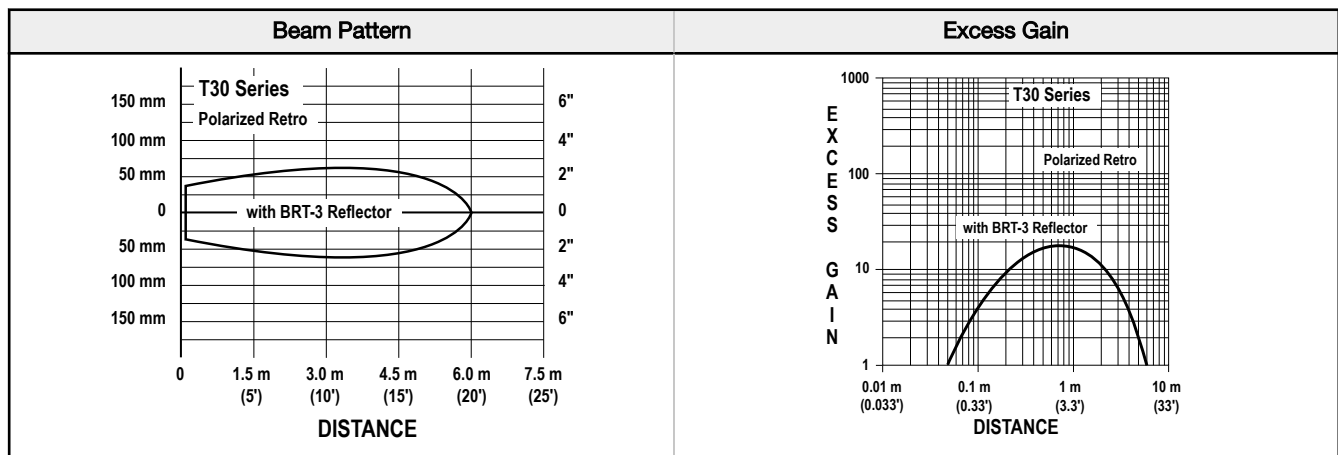 Beam Pattern
Excess Gain
T30 Series
Polarized Retro
150 mm
100 mm
50 mm
0
50 mm
100 mm
150 mm
6"
4"
2"
0
2"
4"
6"
with BRT-3 Reflector
0 1.5 m 3.0 m 4.5 m 6.0 m 7.5 m
(5') (10') (15') (20') (25')
DISTANCE
EXCESS GAIN
1000
100
10
1
T30 Series
Polarized Retro
with BRT-3 Reflector
0.01 m 0.1 m 1 m 10 m
(0.033') (0.33') (3.3') (33')
DISTANCE